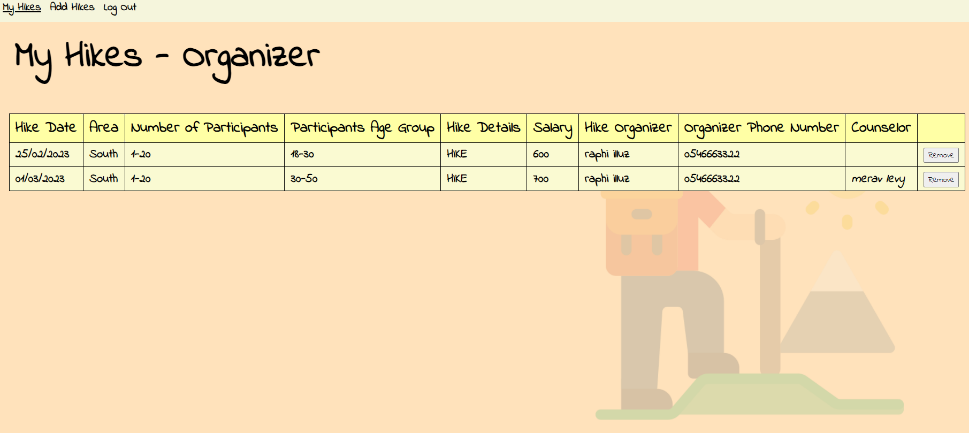 My Hikes Add Hikes Log Out
My Hikes - Organizer
Hike Date Area Number of Participants Participants Age Group Hike Details Salary Hike Organizer Organizer Phone Number Counselor
25/02/2023 South 1-20 18-30 HIKE 600 raphi illuz 0546663322 Remove
01/03/2023 South 1-20 30-50 HIKE 700 raphi illuz 0546663322 merav levy Remove